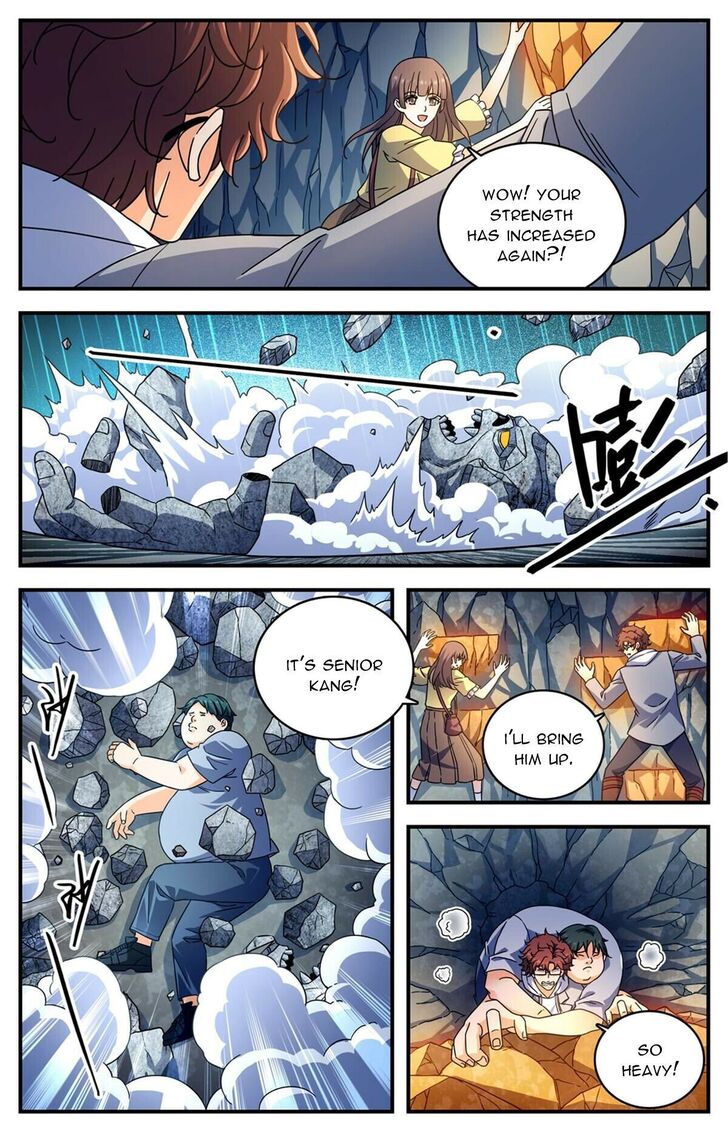 WOW! YOUR
STRENGTH
HAS INCREASED
AGAIN?!
嘭
IT'S SENIOR
KANG!
I'LL BRING
HIM UP.
SO
HEAVY!